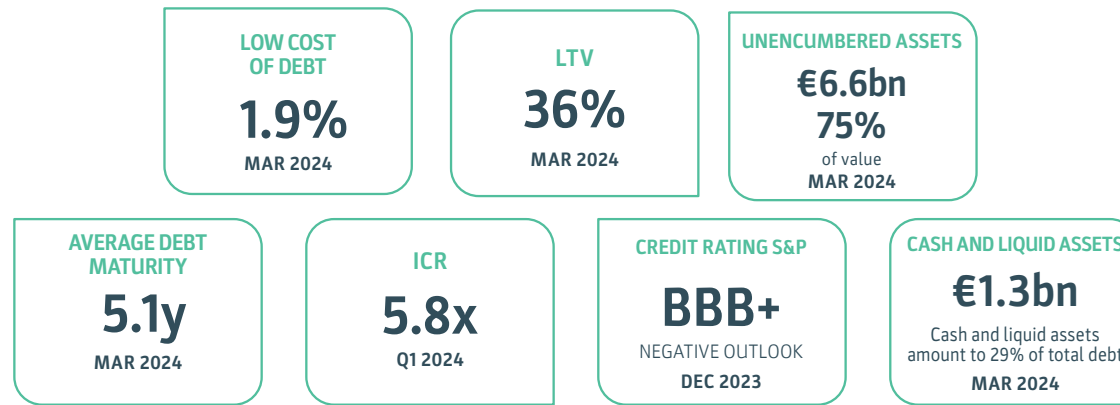 LOW COST
OF DEBT
1.9%
MAR 2024
LTV
36%
MAR 2024
UNENCUMBERED ASSETS
€6.6bn
75%
of value
MAR 2024
AVERAGE DEBT
MATURITY
5.1y
MAR 2024
ICR
5.8x
Q1 2024
CREDIT RATING S&P
BBB+
NEGATIVE OUTLOOK
DEC 2023
CASH AND LIQUID ASSETS
€1.3bn
Cash and liquid assets
amount to 29% of total debt
MAR 2024